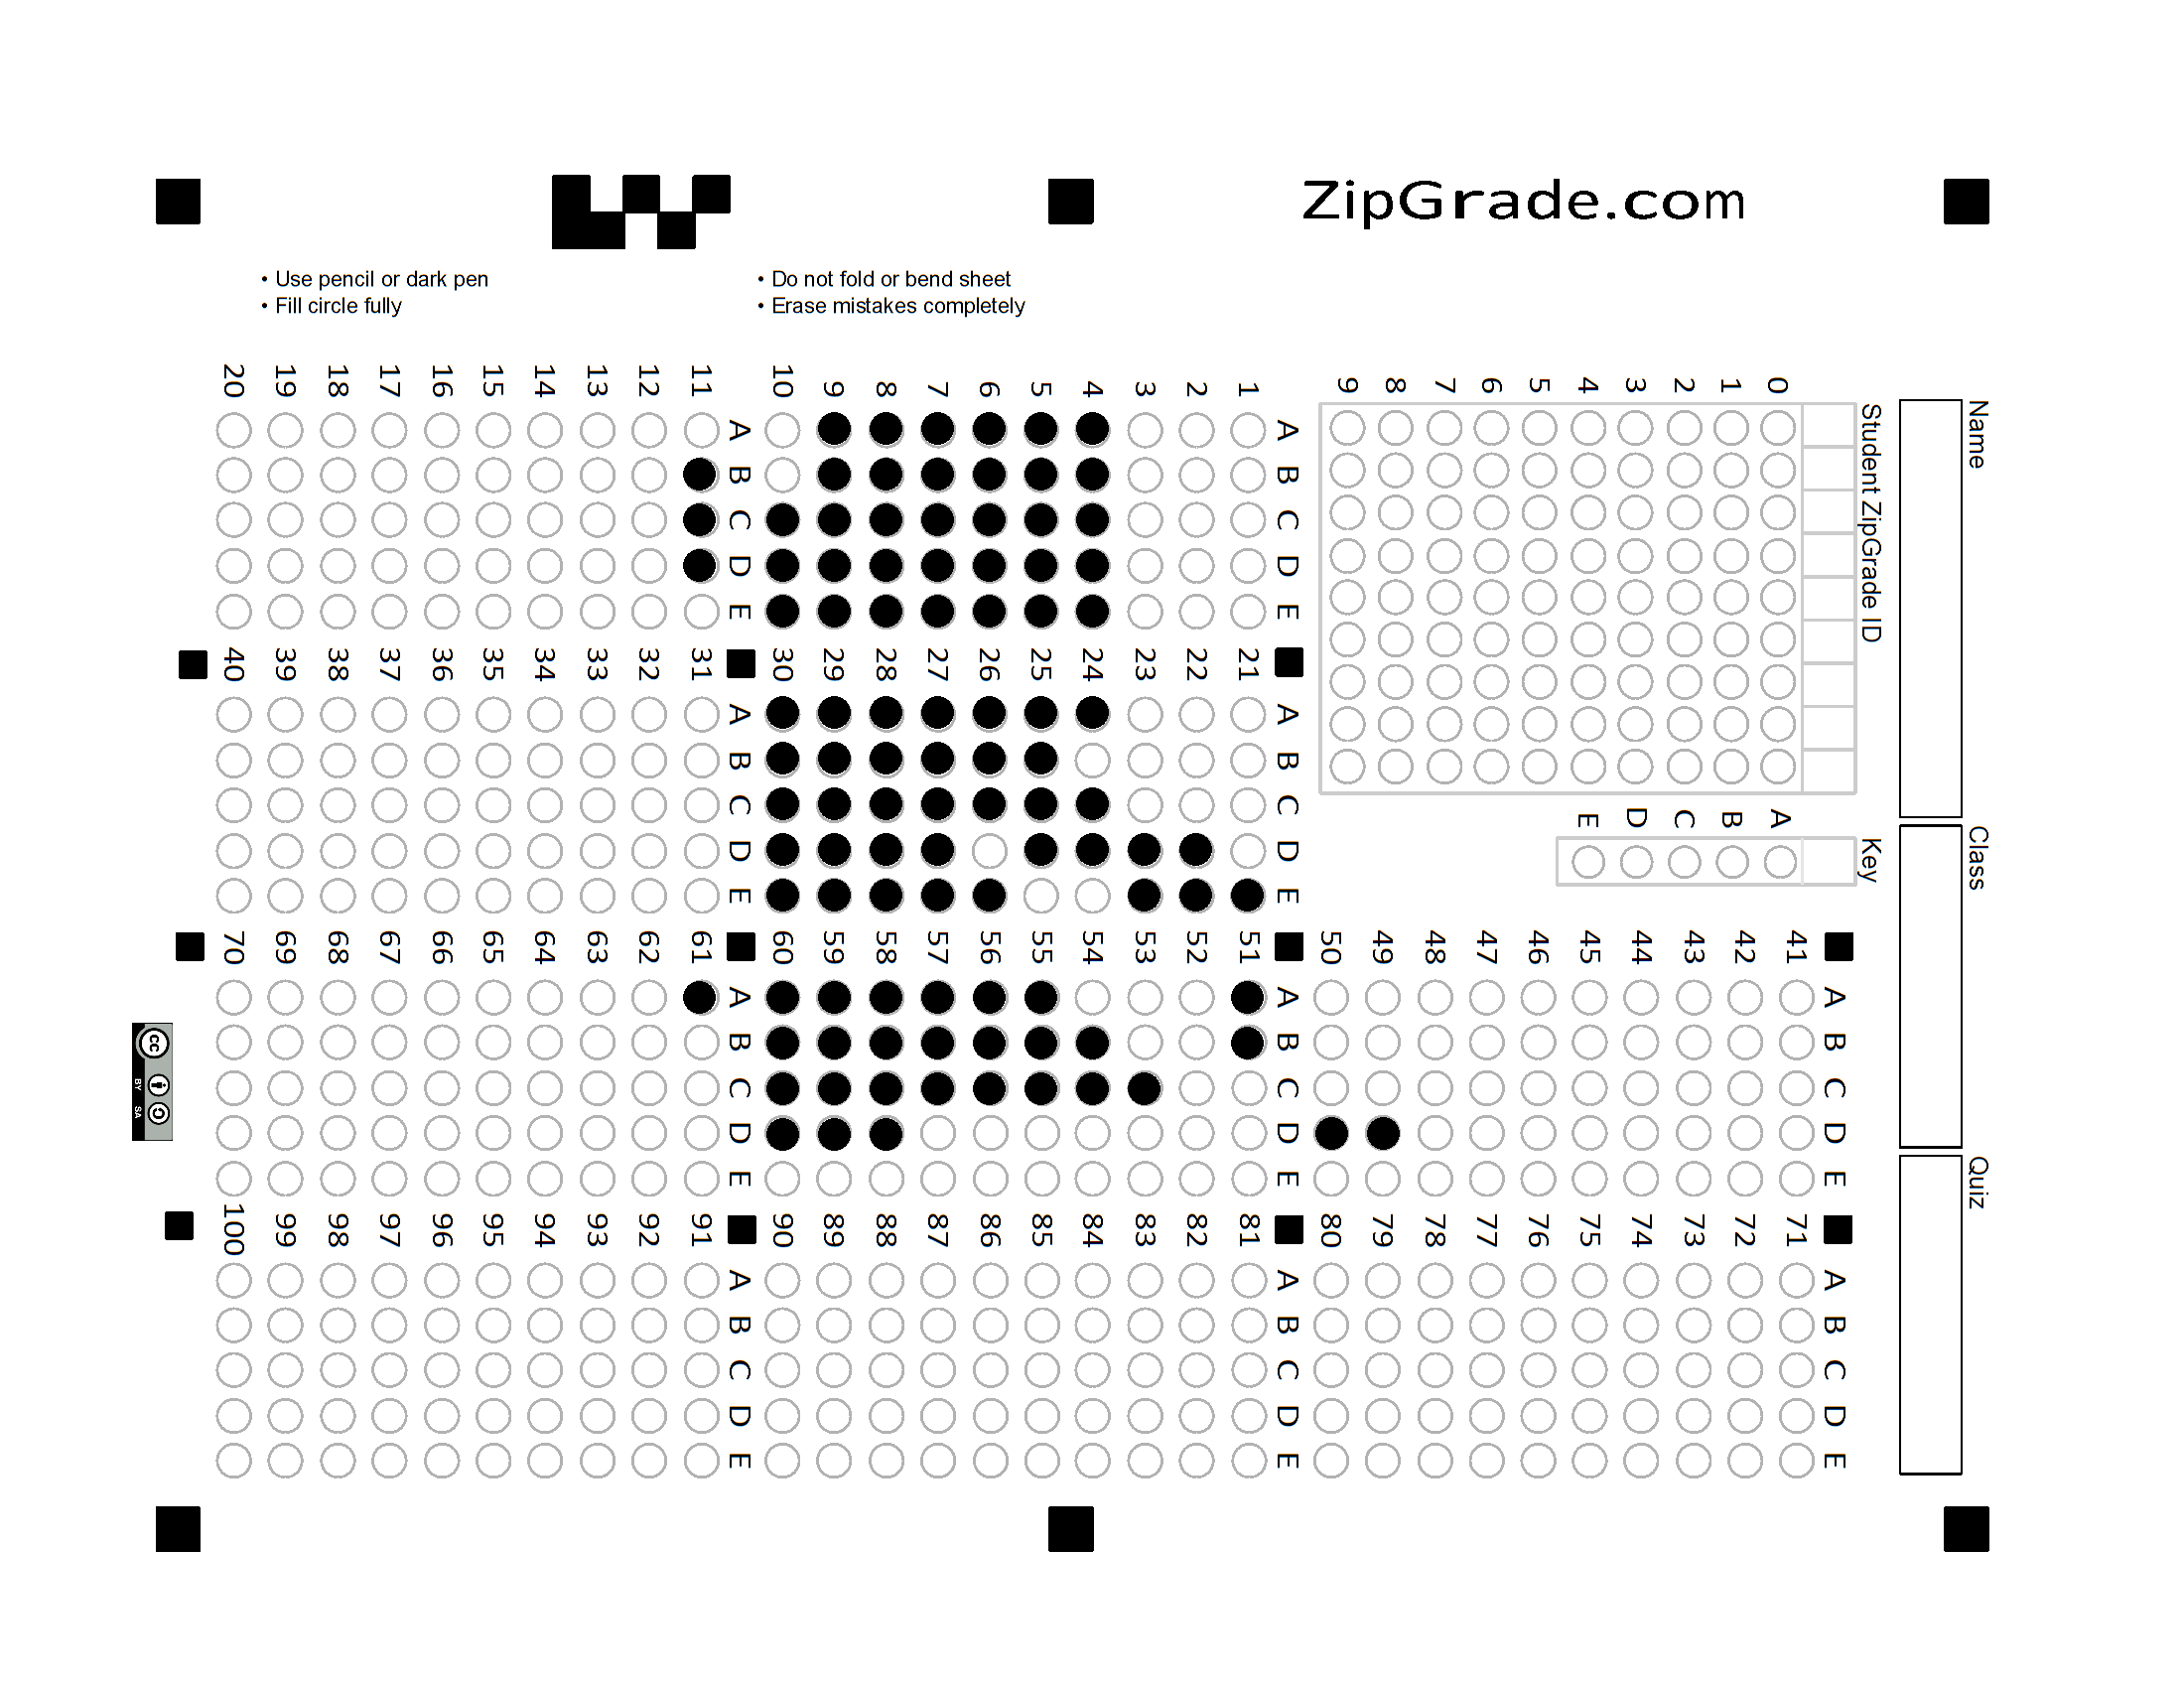 ZipGrade.com
• Use pencil or dark pen
• Fill circle fully
• Do not fold or bend sheet
• Erase mistakes completely
Name
Class
Quiz
Student ZipGrade ID
0 1 2 3 4 5 6 7 8 9
Key
A B C D E
A B C D E
1 2 3 4 5 6 7 8 9 10
A B C D E
11 12 13 14 15 16 17 18 19 20
A B C D E
21 22 23 24 25 26 27 28 29 30
A B C D E
31 32 33 34 35 36 37 38 39 40
A B C D E
41 42 43 44 45 46 47 48 49 50
A B C D E
51 52 53 54 55 56 57 58 59 60
A B C D E
61 62 63 64 65 66 67 68 69 70
A B C D E
71 72 73 74 75 76 77 78 79 80
A B C D E
81 82 83 84 85 86 87 88 89 90
A B C D E
91 92 93 94 95 96 97 98 99 100
cc
BY SA